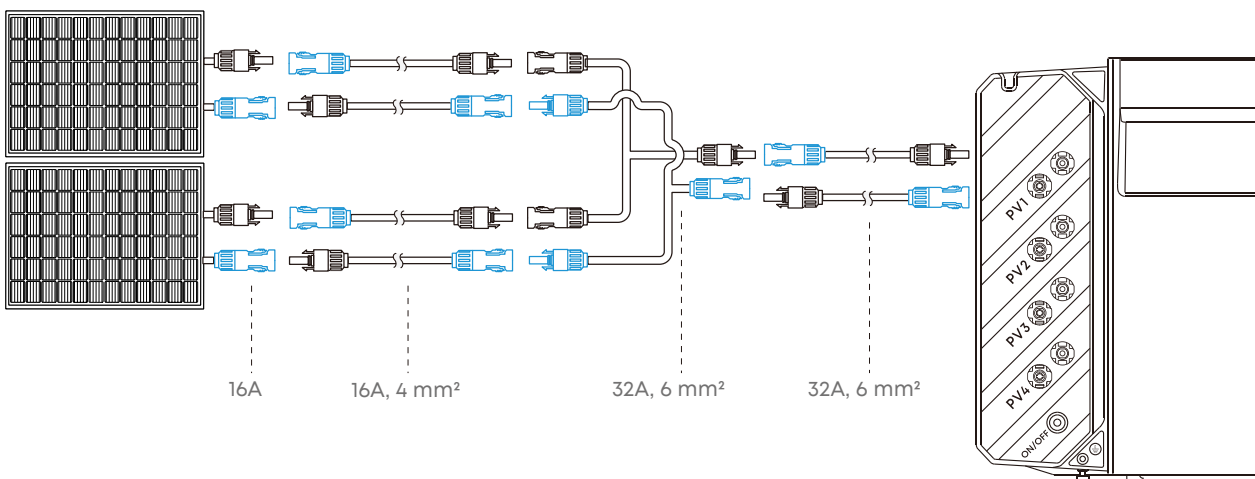 PV1
PV2
PV3
PV4
ON/OFF
16A
16A, 4 mm²
32A, 6 mm²
32A, 6 mm²